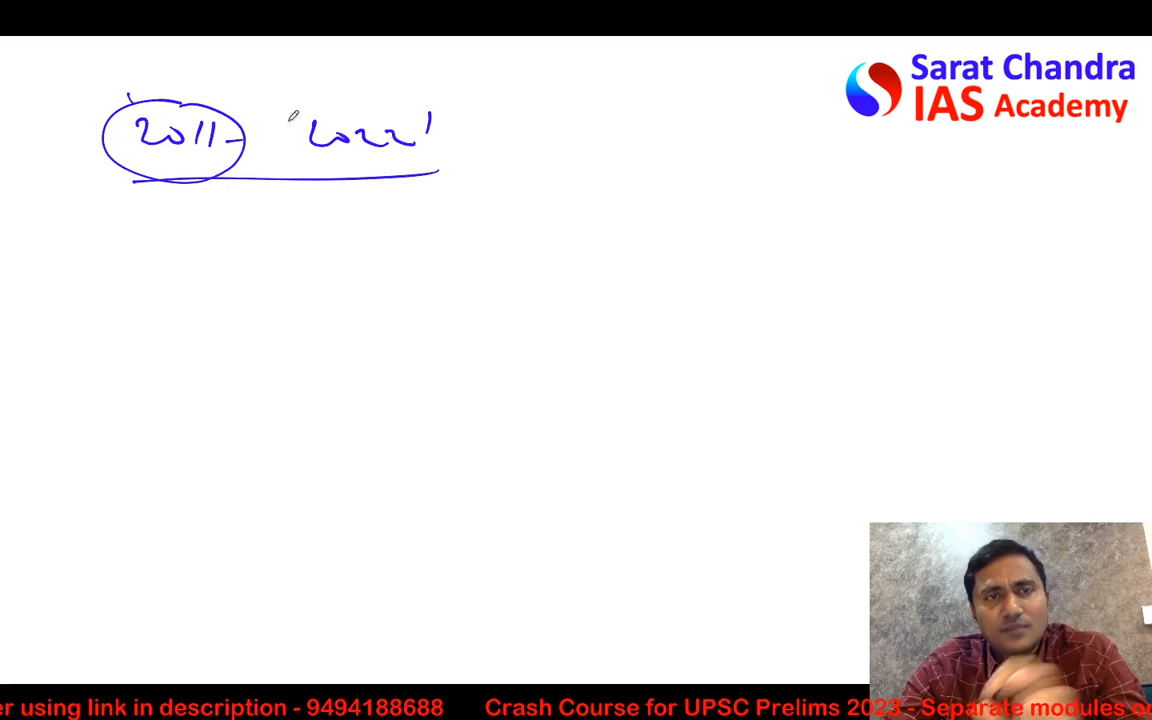 Sarat Chandra
IAS Academy
2011- 2022
er using link in description - 9494188688 Crash Course for UPSC Prelims 2023 - Separate modules o